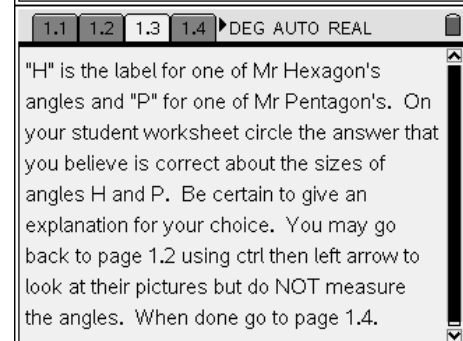 1.1 1.2 1.3 1.4 DEG AUTO REAL
"H" is the label for one of Mr Hexagon's
angles and "P" for one of Mr Pentagon's. On
your student worksheet circle the answer that
you believe is correct about the sizes of
angles H and P. Be certain to give an
explanation for your choice. You may go
back to page 1.2 using ctrl then left arrow to
look at their pictures but do NOT measure
the angles. When done go to page 1.4.